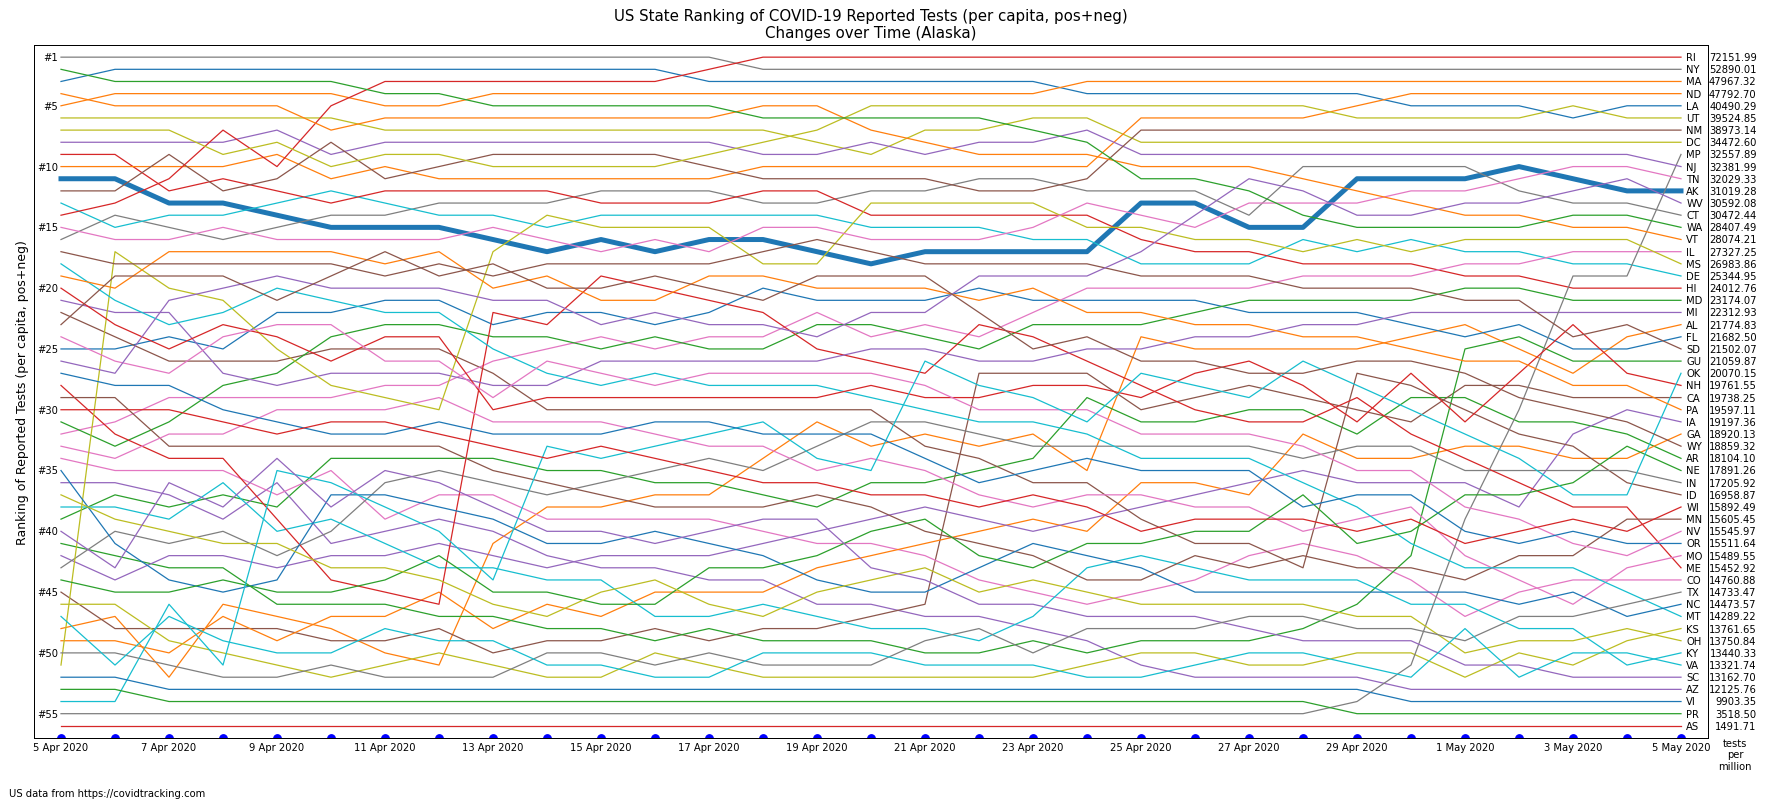 US State Ranking of COVID-19 Reported Tests (per capita, pos+neg)
Changes over Time (Alaska)
Ranking of Reported Tests (per capita, pos+neg)
#1
#5
#10
#15
#20
#25
#30
#35
#40
#45
#50
#55
RI 72151.99
NY 52890.01
MA 47967.32
ND 47792.70
LA 40490.29
UT 39524.85
NM 38973.14
DC 34472.60
MP 32557.89
NJ 32381.99
TN 32029.33
AK 31019.28
WV 30592.08
CT 30472.44
WA 28407.49
VT 28074.21
IL 27327.25
MS 26983.86
DE 25344.95
HI 24012.76
MD 23174.07
MI 22312.93
AL 21774.83
FL 21682.50
SD 21502.07
GU 21059.87
OK 20070.15
NH 19761.55
CA 19738.25
PA 19597.11
IA 19197.36
GA 18920.13
WY 18859.32
AR 18104.10
NE 17891.26
IN 17205.92
ID 16958.87
WI 15892.49
MN 15605.45
NV 15545.97
OR 15511.64
MO 15489.55
ME 15452.92
CO 14760.88
TX 14733.47
NC 14473.57
MT 14289.22
KS 13761.65
OH 13750.84
KY 13440.33
VA 13321.74
SC 13162.70
AZ 12125.76
VI 9903.35
PR 3518.50
AS 1491.71
5 Apr 2020 7 Apr 2020 9 Apr 2020 11 Apr 2020 13 Apr 2020 15 Apr 2020 17 Apr 2020 19 Apr 2020 21 Apr 2020 23 Apr 2020 25 Apr 2020 27 Apr 2020 29 Apr 2020 1 May 2020 3 May 2020 5 May 2020
tests
per
million
US data from https://covidtracking.com